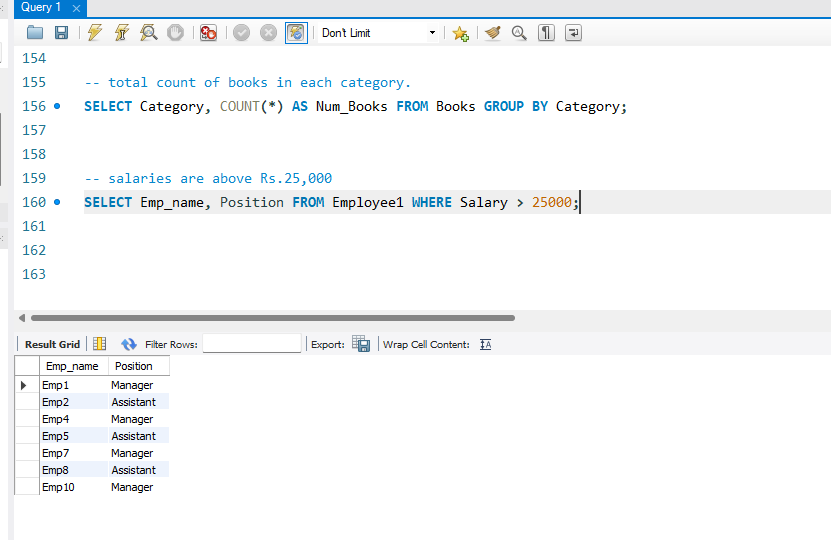 Query 1
Don't Limit
154
155 -- total count of books in each category.
156 SELECT Category, COUNT(*) AS Num_Books FROM Books GROUP BY Category;
157
158
159 -- salaries are above Rs.25,000
160 SELECT Emp_name, Position FROM Employee1 WHERE Salary > 25000;
161
162
163
Result Grid Filter Rows: Export: Wrap Cell Content:
Emp_name Position
Emp1 Manager
Emp2 Assistant
Emp4 Manager
Emp5 Assistant
Emp7 Manager
Emp8 Assistant
Emp10 Manager